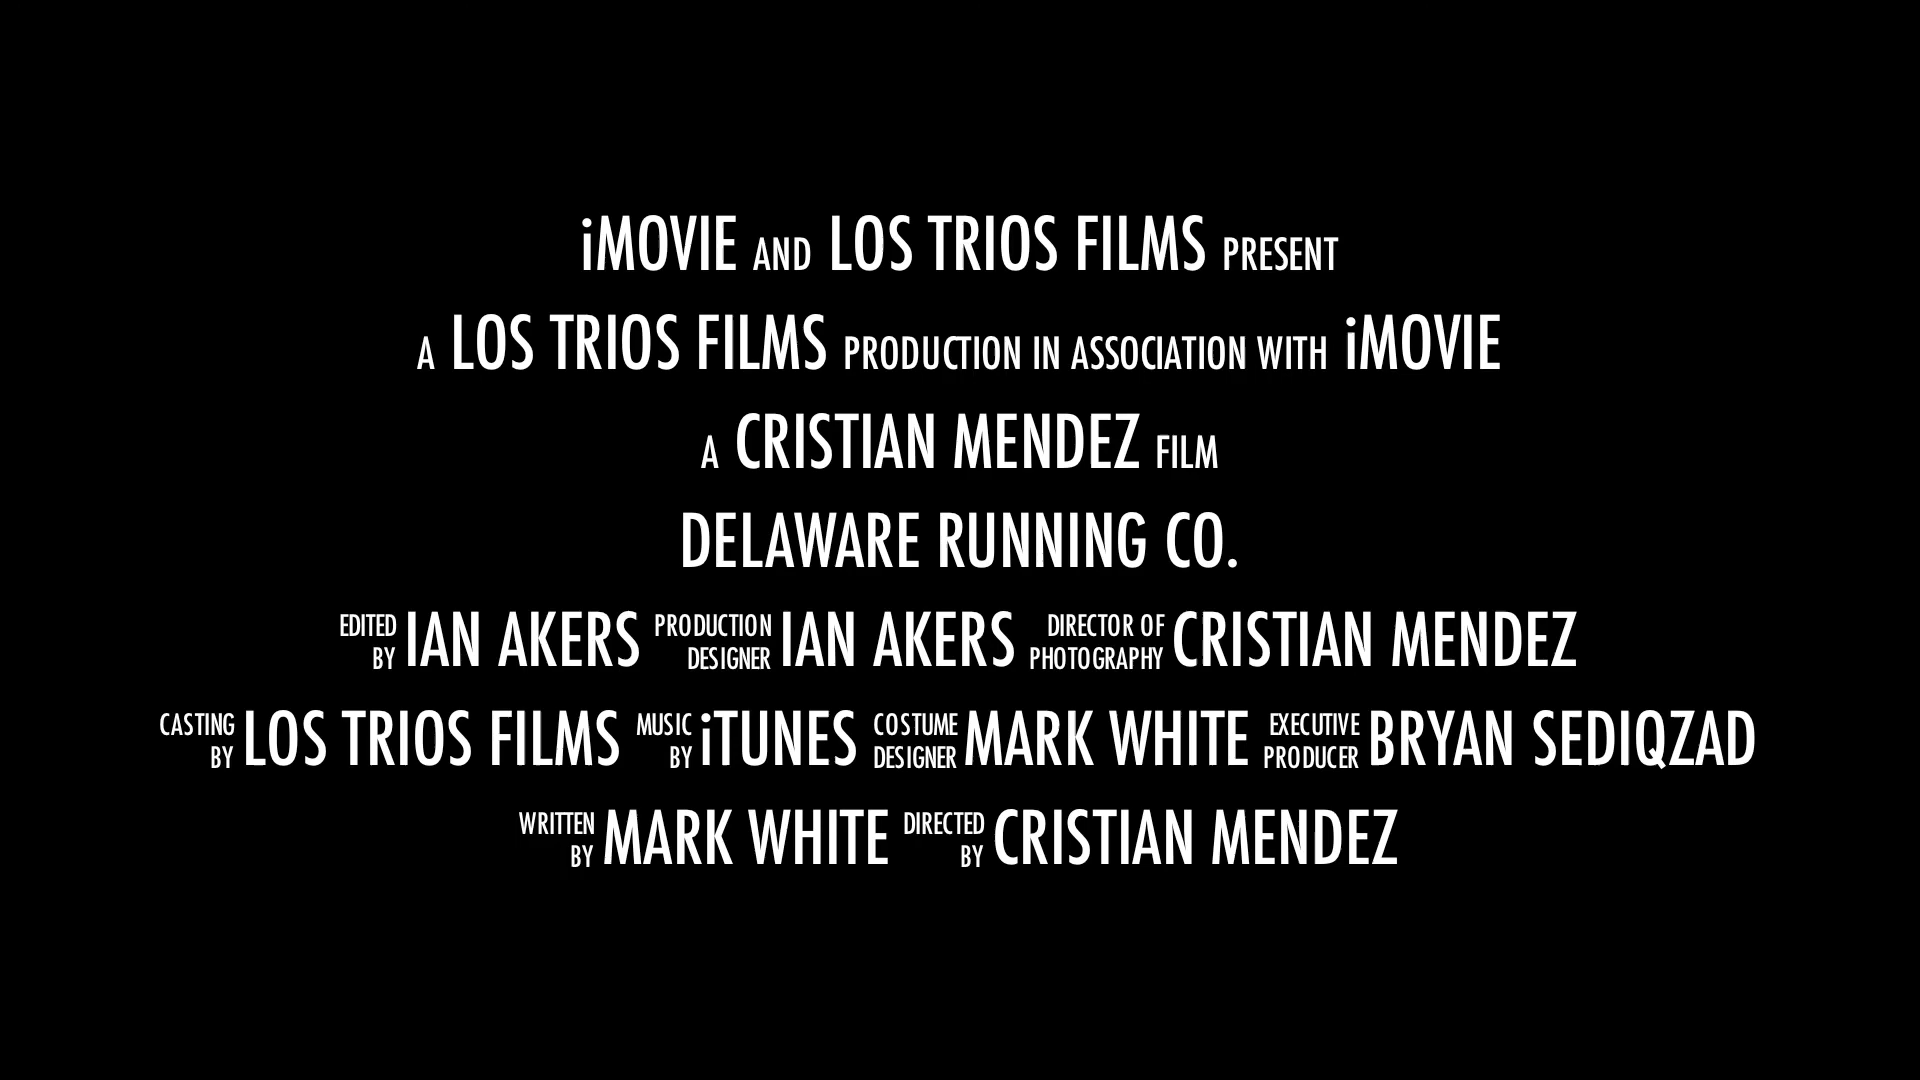 iMOVIE AND LOS TRIOS FILMS PRESENT
A LOS TRIOS FILMS PRODUCTION IN ASSOCIATION WITH iMOVIE
A CRISTIAN MENDEZ FILM
DELAWARE RUNNING CO.
EDITED BY IAN AKERS PRODUCTION DESIGNER IAN AKERS DIRECTOR OF PHOTOGRAPHY CRISTIAN MENDEZ
CASTING BY LOS TRIOS FILMS MUSIC BY iTUNES COSTUME DESIGNER MARK WHITE EXECUTIVE PRODUCER BRYAN SEDIQZAD
WRITTEN BY MARK WHITE DIRECTED BY CRISTIAN MENDEZ